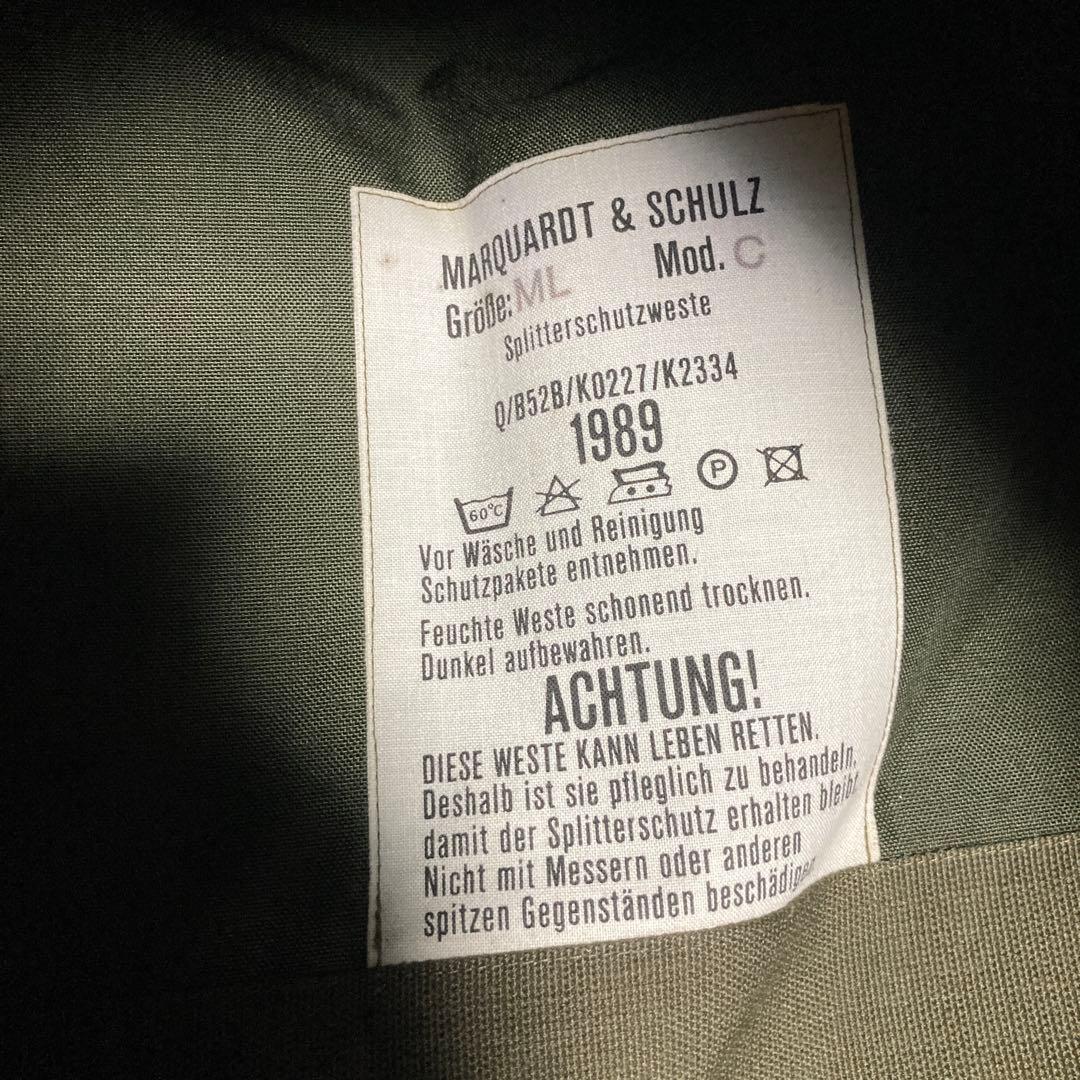 MARQUARDT & SCHULZ
Größe: ML Mod. C
Splitterschutzweste
Q/B52B/K0227/K2334
1989
60°C P
Vor Wäsche und Reinigung
Schutzpakete entnehmen.
Feuchte Weste schonend trocknen.
Dunkel aufbewahren.
ACHTUNG!
DIESE WESTE KANN LEBEN RETTEN.
Deshalb ist sie pfleglich zu behandeln,
damit der Splitterschutz erhalten bleibt.
Nicht mit Messern oder anderen
spitzen Gegenständen beschädigen